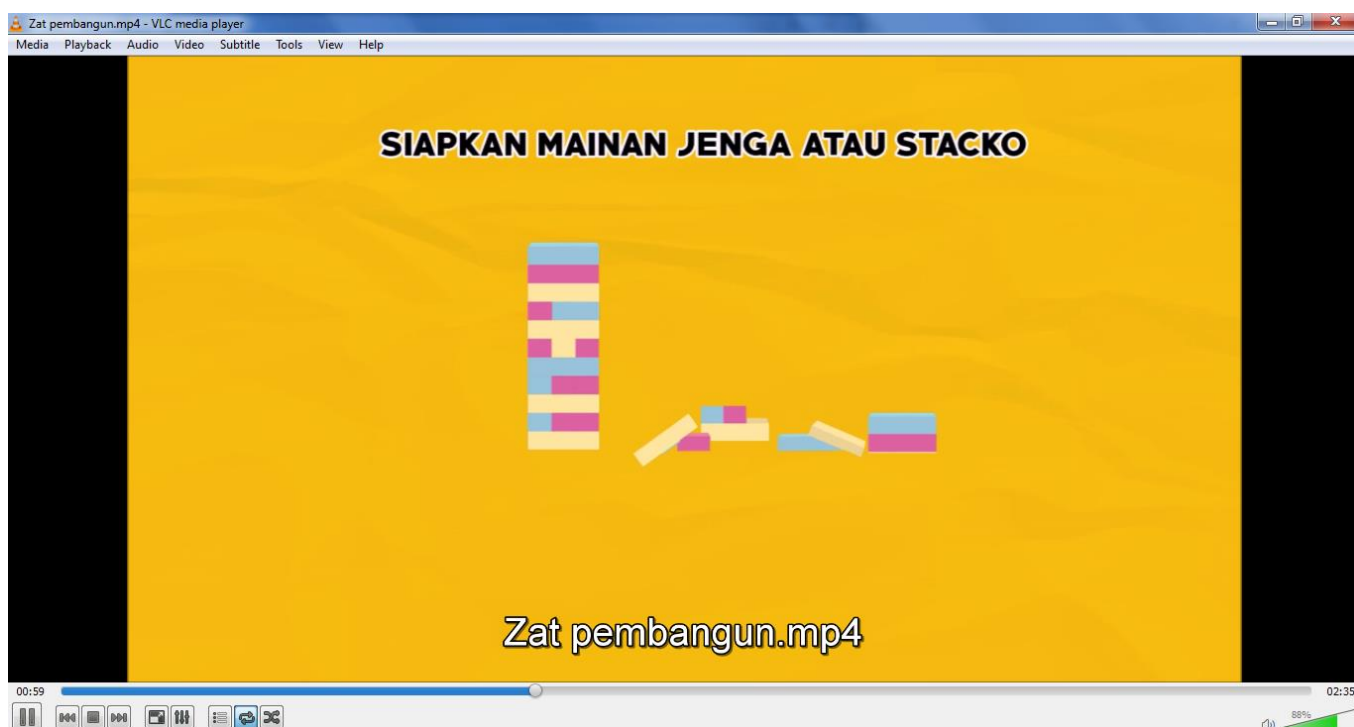 Zat pembangun.mp4 - VLC media player
Media Playback Audio Video Subtitle Tools View Help
SIAPKAN MAINAN JENGA ATAU STACKO
Zat pembangun.mp4
00:59 02:35
88%